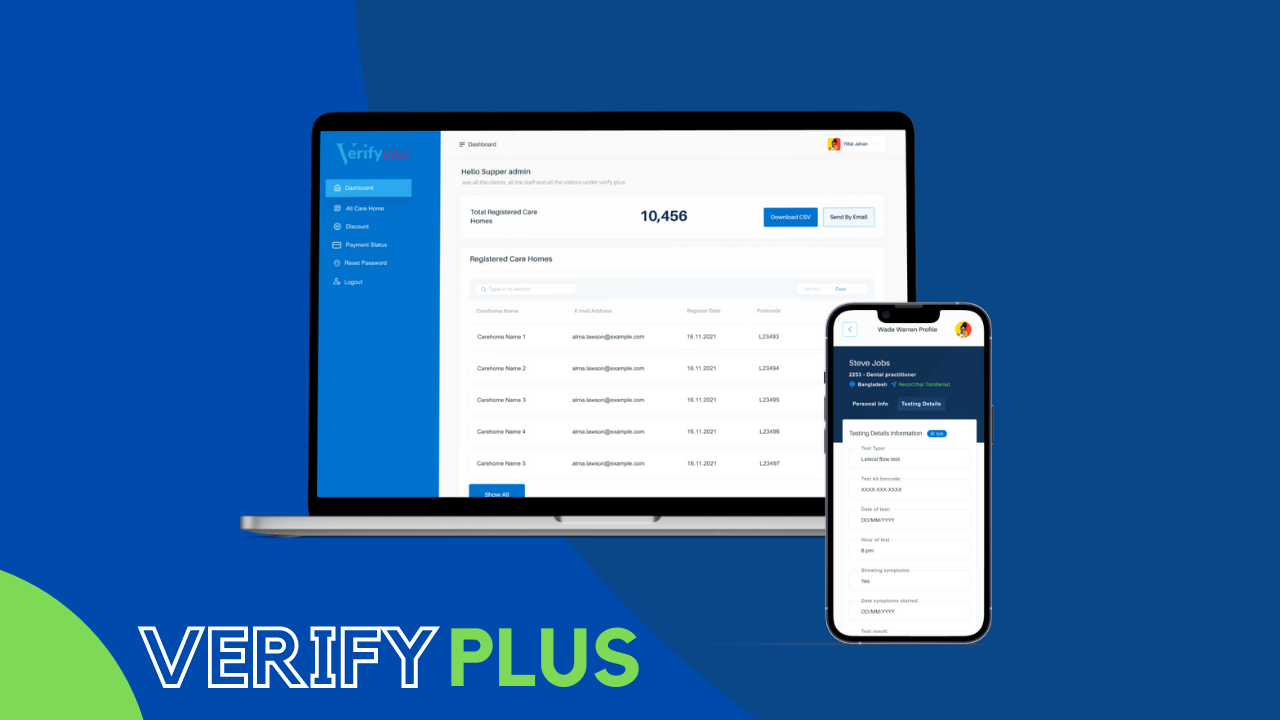 Verifyplus
Dashboard
All Care Home
Discount
Payment Status
Reset Password
Logout
Dashboard
Rifat Jahan
Hello Supper admin
see all the clients, all the staff and all the visitors under verify plus.
Total Registered Care
Homes
10,456
Download CSV
Send By Email
Registered Care Homes
Type in to search
Sort by:
Date
Carehome Name E-mail Address Register Date Postcode
Carehome Name 1 alma.lawson@example.com 16.11.2021 L23493
Carehome Name 2 alma.lawson@example.com 16.11.2021 L23494
Carehome Name 3 alma.lawson@example.com 16.11.2021 L23495
Carehome Name 4 alma.lawson@example.com 16.11.2021 L23496
Carehome Name 5 alma.lawson@example.com 16.11.2021 L23497
Show All
Wade Warren Profile
Steve Jobs
2253 - Dental practitioner
Bangladesh Record that Transferred
Personal Info Testing Details
Testing Details Information Edit
Test Type:
Lateral flow test
Test kit barcode:
XXXX-XXX-XXXX
Date of test:
DD/MM/YYYY
Hour of test :
8 pm
Showing symptoms:
Yes
Date symptoms started:
DD/MM/YYYY
Test result:
VERIFY PLUS